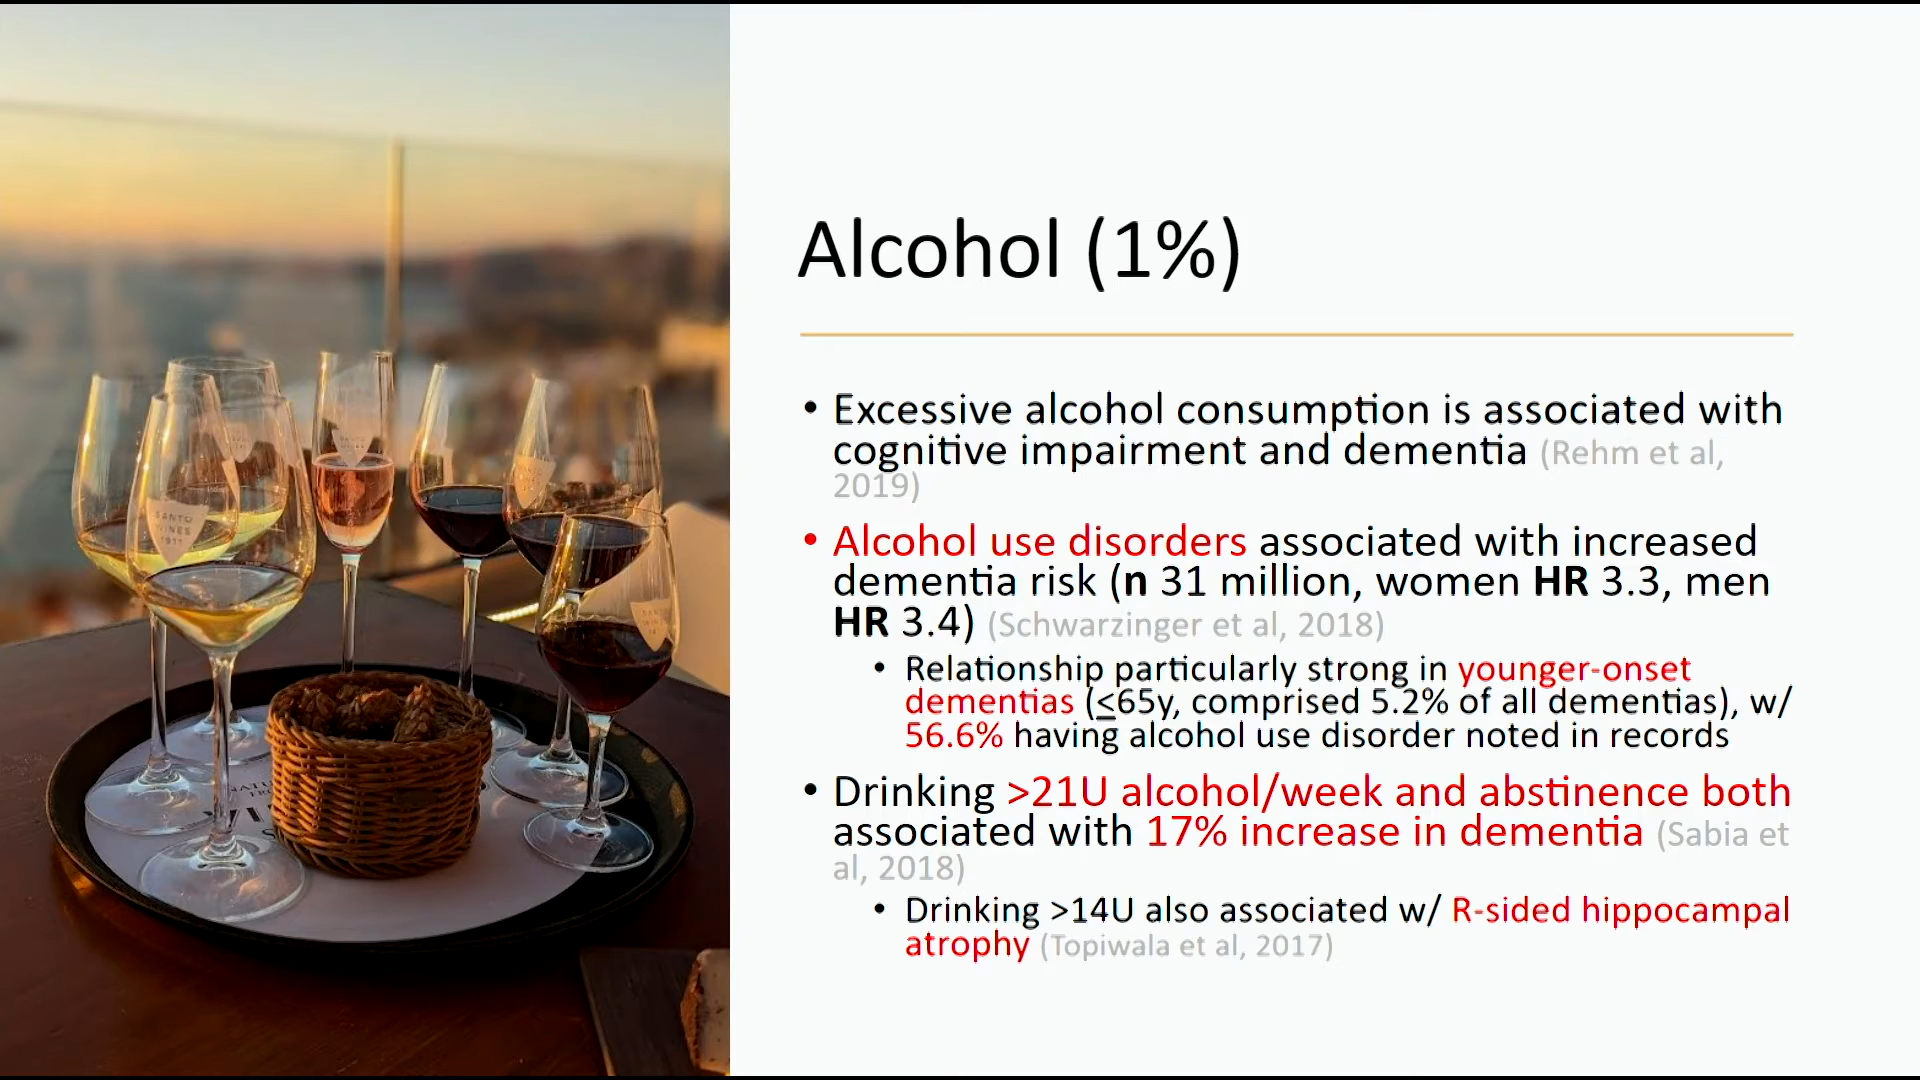 Alcohol (1%)
• Excessive alcohol consumption is associated with
cognitive impairment and dementia (Rehm et al,
2019)
• Alcohol use disorders associated with increased
dementia risk (n 31 million, women HR 3.3, men
HR 3.4) (Schwarzinger et al, 2018)
• Relationship particularly strong in younger-onset
dementias (≤65y, comprised 5.2% of all dementias), w/
56.6% having alcohol use disorder noted in records
• Drinking >21U alcohol/week and abstinence both
associated with 17% increase in dementia (Sabia et
al, 2018)
• Drinking >14U also associated w/ R-sided hippocampal
atrophy (Topiwala et al, 2017)
SANTO
WINES
1911